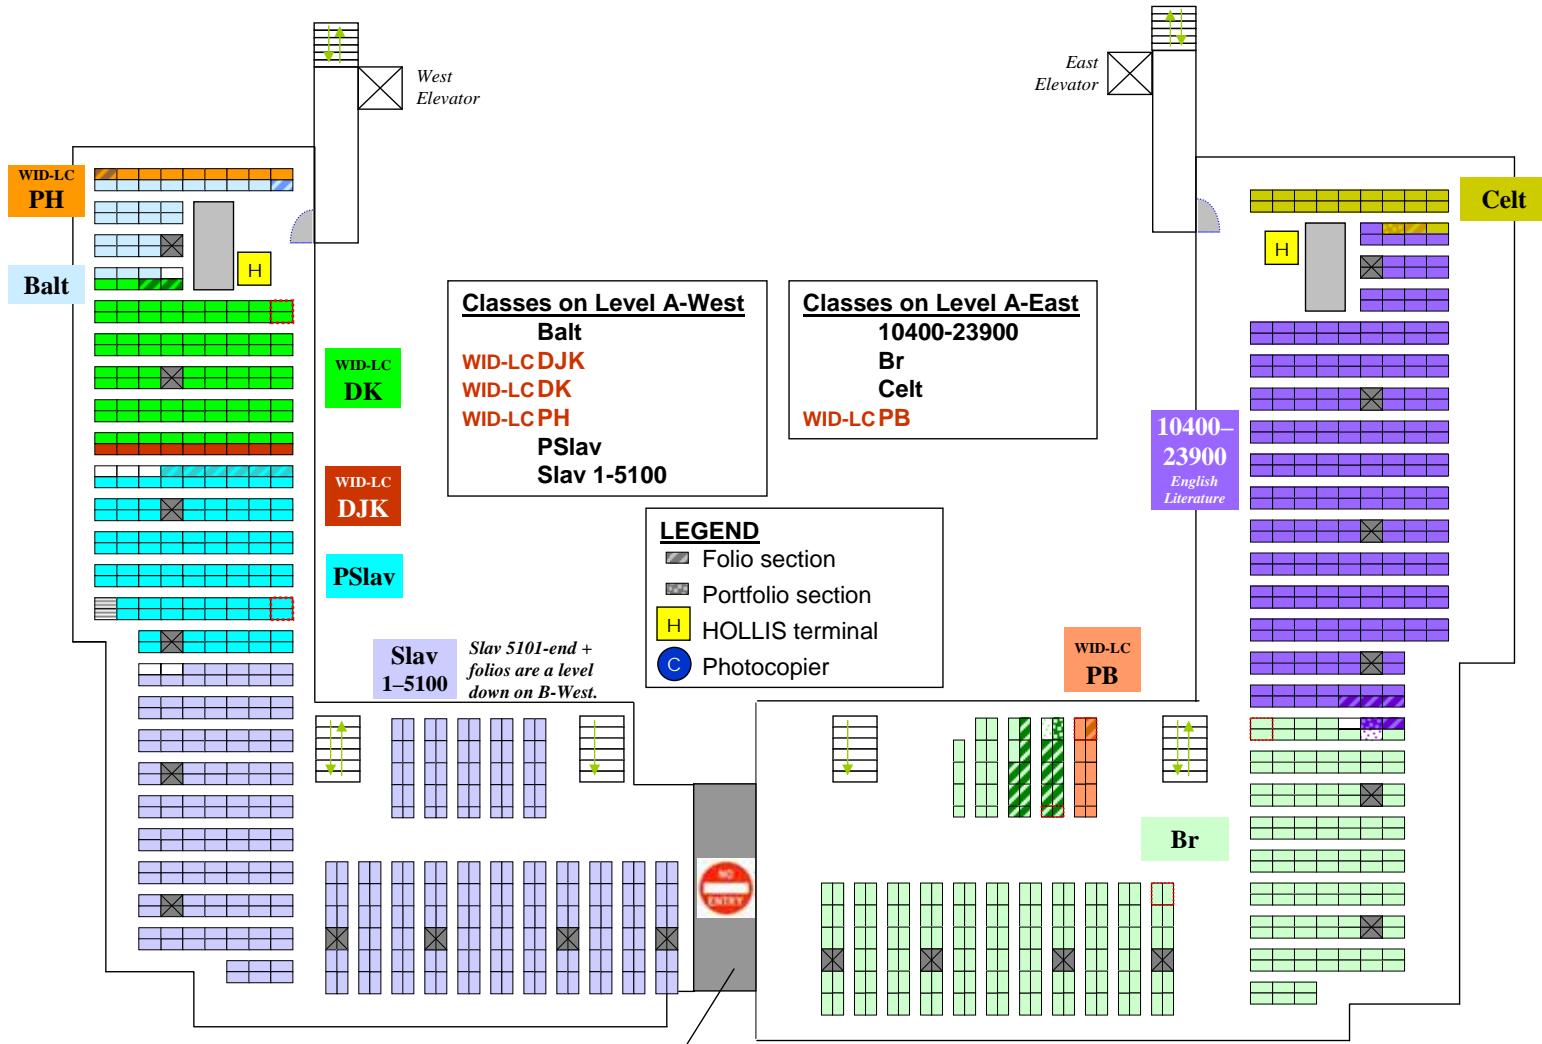 West
Elevator
East
Elevator
WID-LC
PH
Balt
H
WID-LC
DK
WID-LC
DJK
PSlav
Slav
1–5100
Slav 5101-end +
folios are a level
down on B-West.
Classes on Level A-West
Balt
WID-LC DJK
WID-LC DK
WID-LC PH
PSlav
Slav 1-5100
Classes on Level A-East
10400-23900
Br
Celt
WID-LC PB
LEGEND
Folio section
Portfolio section
H HOLLIS terminal
C Photocopier
Celt
H
10400–
23900
English
Literature
WID-LC
PB
Br
NO
ENTRY